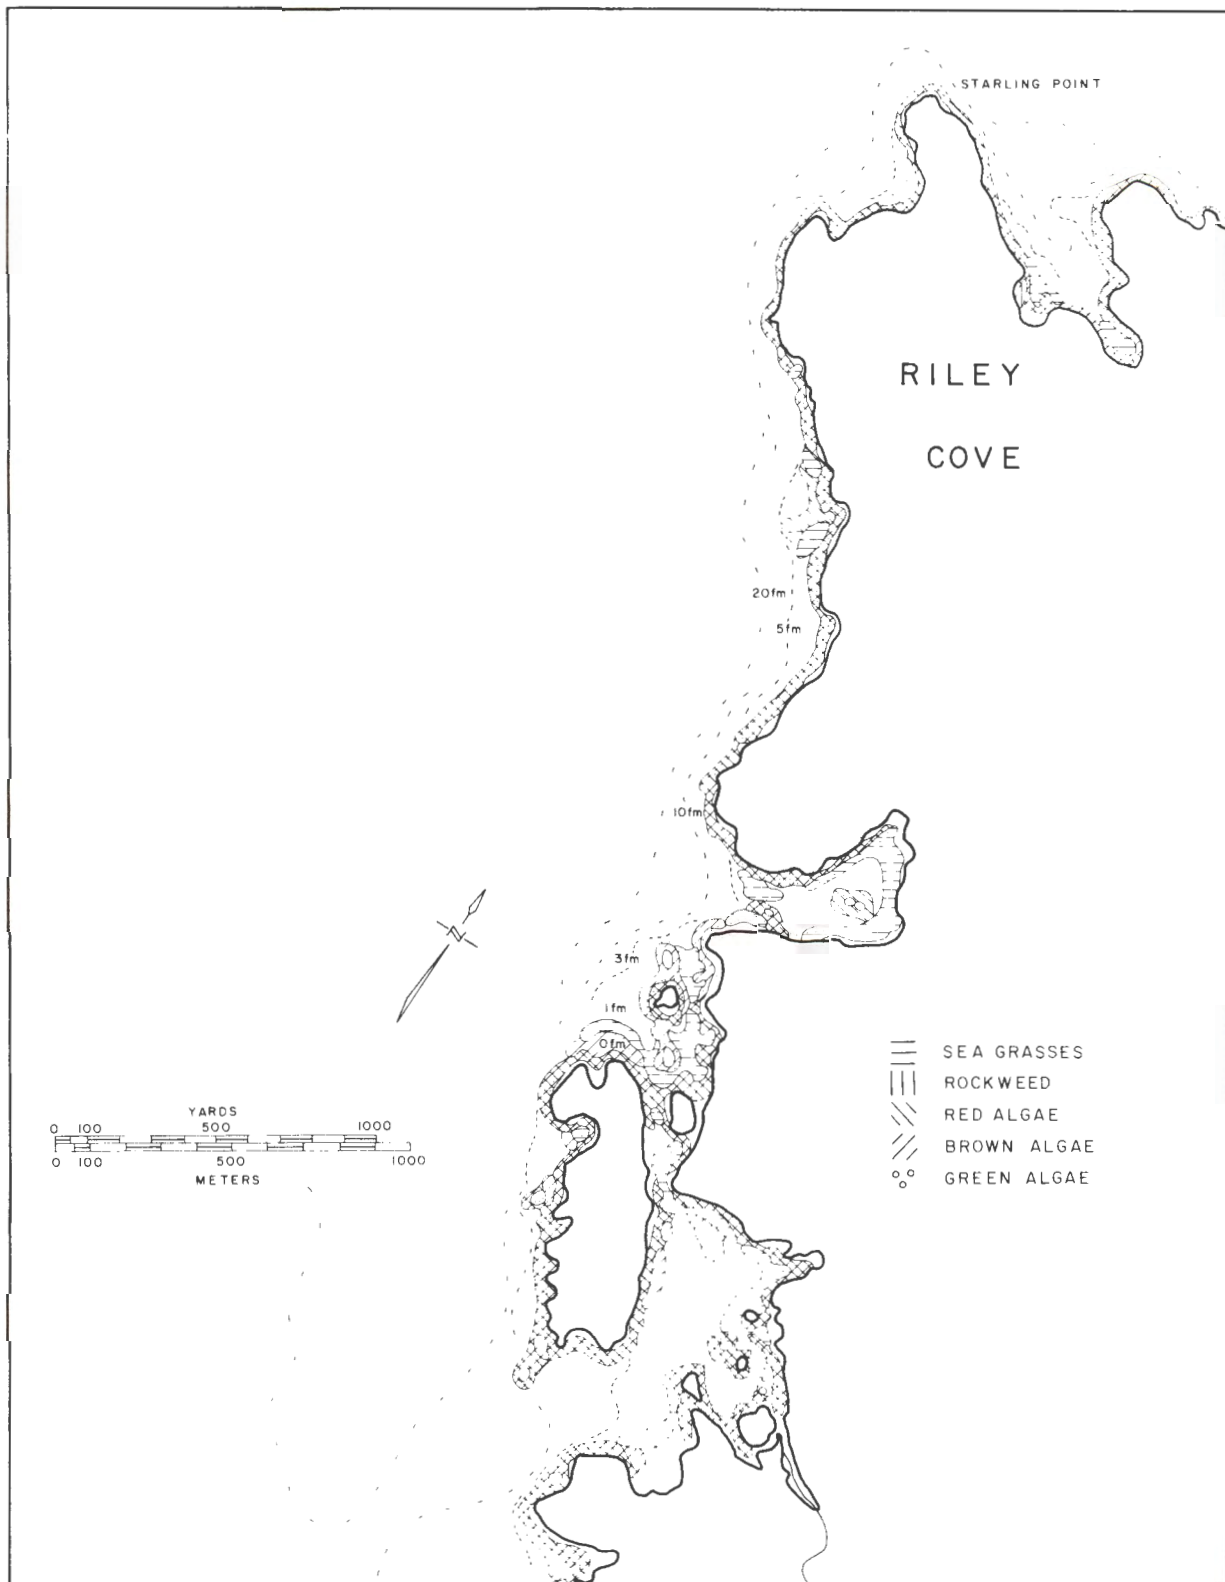 STARLING POINT
RILEY
COVE
20fm
5fm
10fm
N
3fm
1fm
0fm
SEA GRASSES
ROCKWEED
RED ALGAE
BROWN ALGAE
GREEN ALGAE
YARDS
0 100 500 1000
0 100 500 1000
METERS